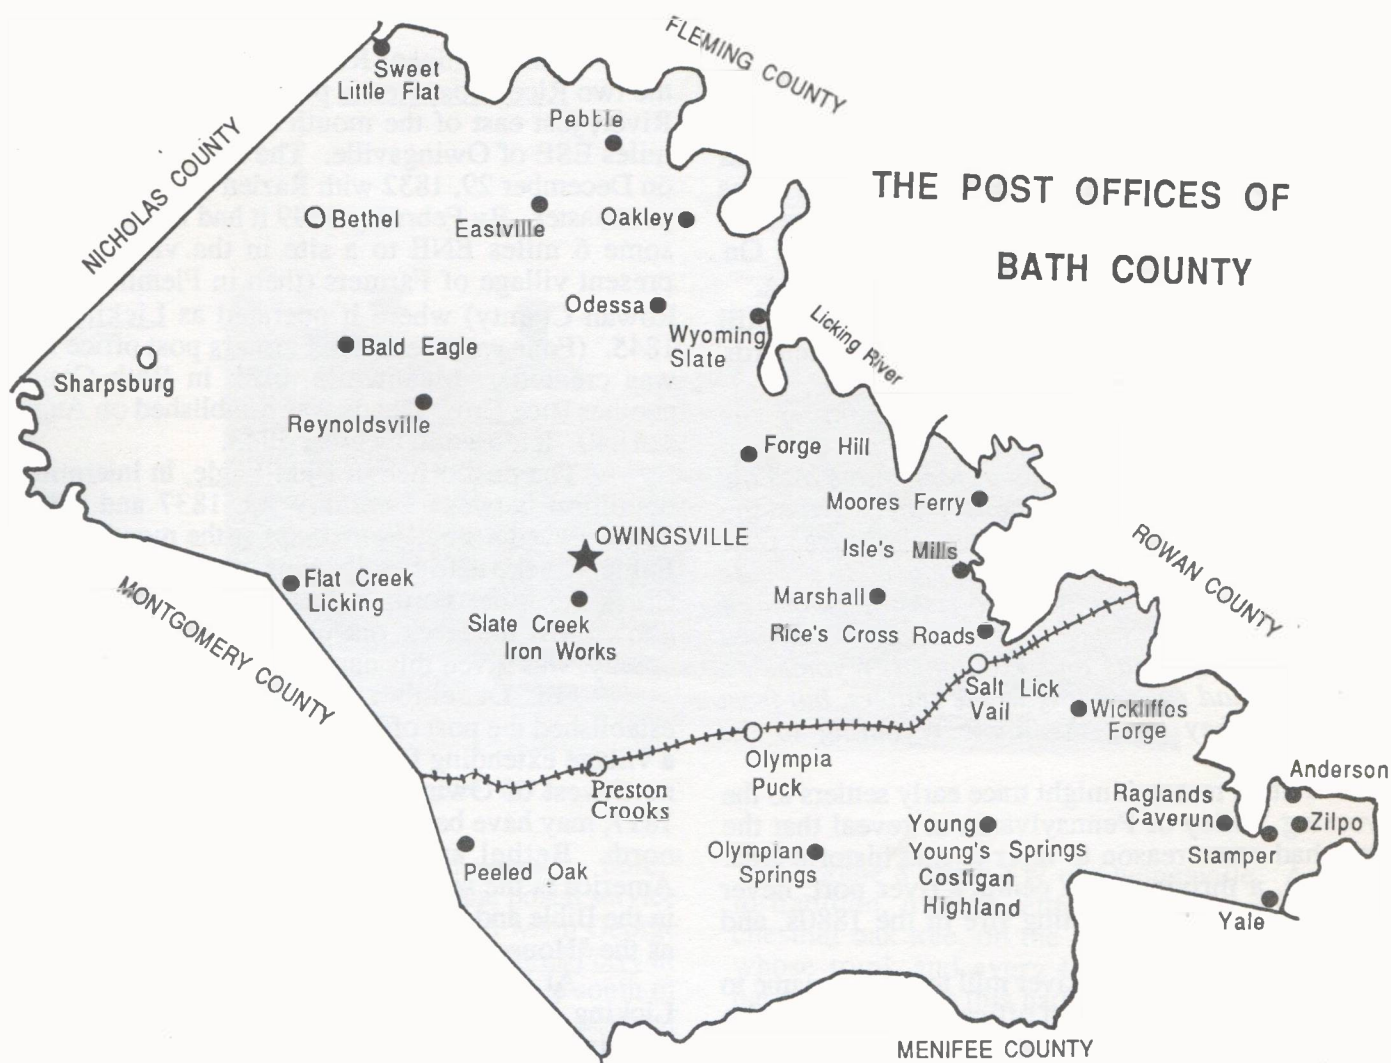 FLEMING COUNTY
Sweet
Little Flat
Pebtle
NICHOLAS COUNTY
THE POST OFFICES OF
BATH COUNTY
Bethel
Eastville
Oakley
Odessa
Wyoming
Slate
Licking River
Bald Eagle
Sharpsburg
Reynoldsville
Forge Hill
Moores Ferry
OWINGSVILLE
Isle's Mills
ROWAN COUNTY
Flat Creek
Licking
MONTGOMERY COUNTY
Marshall
Slate Creek
Iron Works
Rice's Cross Roads
Salt Lick
Vail
Wickliffes
Forge
Olympia
Puck
Preston
Crooks
Anderson
Raglands
Caverun
Zilpo
Stamper
Young
Young's Springs
Costigan
Highland
Olympian
Springs
Peeled Oak
Yale
MENIFEE COUNTY